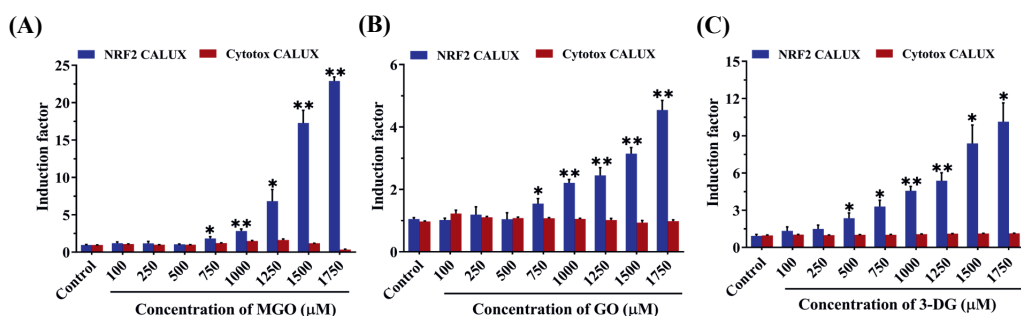 (A)
NRF2 CALUX Cytotox CALUX
Induction factor
25
20
15
10
5
0
** ** * ** *
Control 100 250 500 750 1000 1250 1500 1750
Concentration of MGO (μM)
(B)
NRF2 CALUX Cytotox CALUX
Induction factor
6
4
2
0
* ** ** ** **
Control 100 250 500 750 1000 1250 1500 1750
Concentration of GO (μM)
(C)
NRF2 CALUX Cytotox CALUX
Induction factor
15
12
9
6
3
0
* * ** ** * *
Control 100 250 500 750 1000 1250 1500 1750
Concentration of 3-DG (μM)